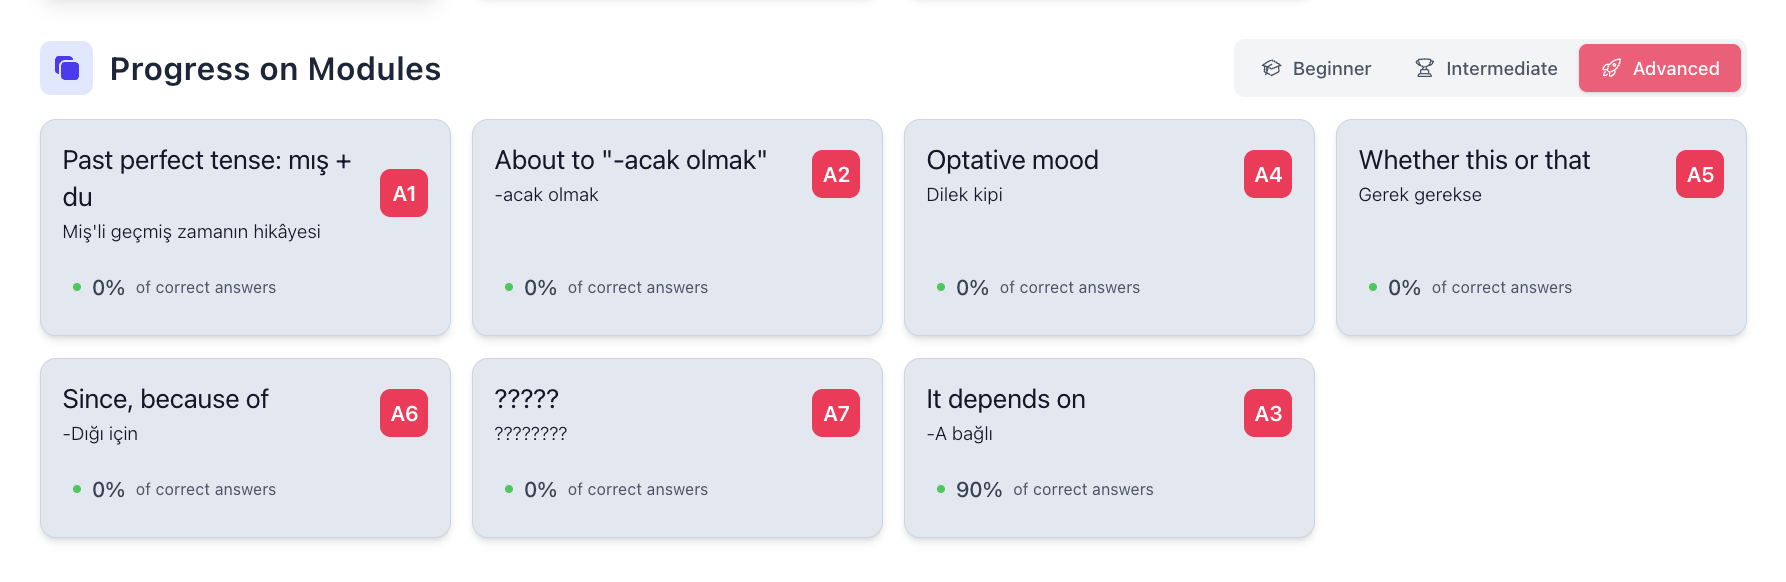 Progress on Modules
Beginner
Intermediate
Advanced
Past perfect tense: mış +
du
Miş'li geçmiş zamanın hikâyesi
A1
0% of correct answers
About to "-acak olmak"
-acak olmak
A2
0% of correct answers
Optative mood
Dilek kipi
A4
0% of correct answers
Whether this or that
Gerek gerekse
A5
0% of correct answers
Since, because of
-Dığı için
A6
0% of correct answers
?????
????????
A7
0% of correct answers
It depends on
-A bağlı
A3
90% of correct answers